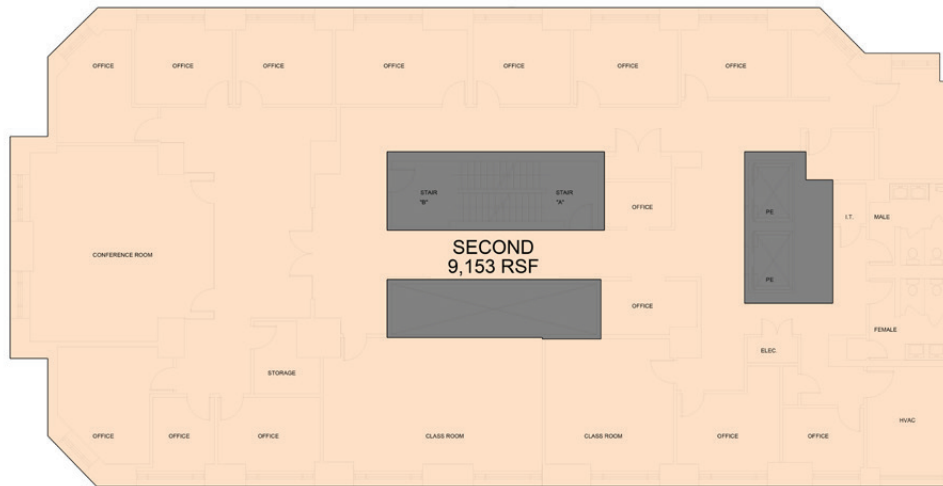 OFFICE
OFFICE
OFFICE
OFFICE
OFFICE
OFFICE
OFFICE
STAIR
"B"
STAIR
"A"
OFFICE
PE
I.T.
MALE
SECOND
9,153 RSF
CONFERENCE ROOM
PE
OFFICE
FEMALE
ELEC.
STORAGE
HVAC
OFFICE
OFFICE
OFFICE
CLASS ROOM
CLASS ROOM
OFFICE
OFFICE